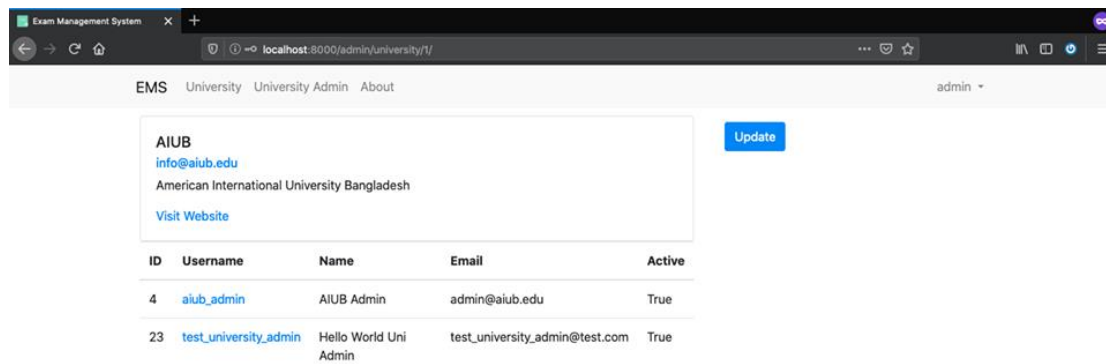 Exam Management System
localhost:8000/admin/university/1/
EMS University University Admin About admin
AIUB
info@aiub.edu
American International University Bangladesh
Visit Website
Update
ID Username Name Email Active
4 aiub_admin AIUB Admin admin@aiub.edu True
23 test_university_admin Hello World Uni test_university_admin@test.com True
Admin